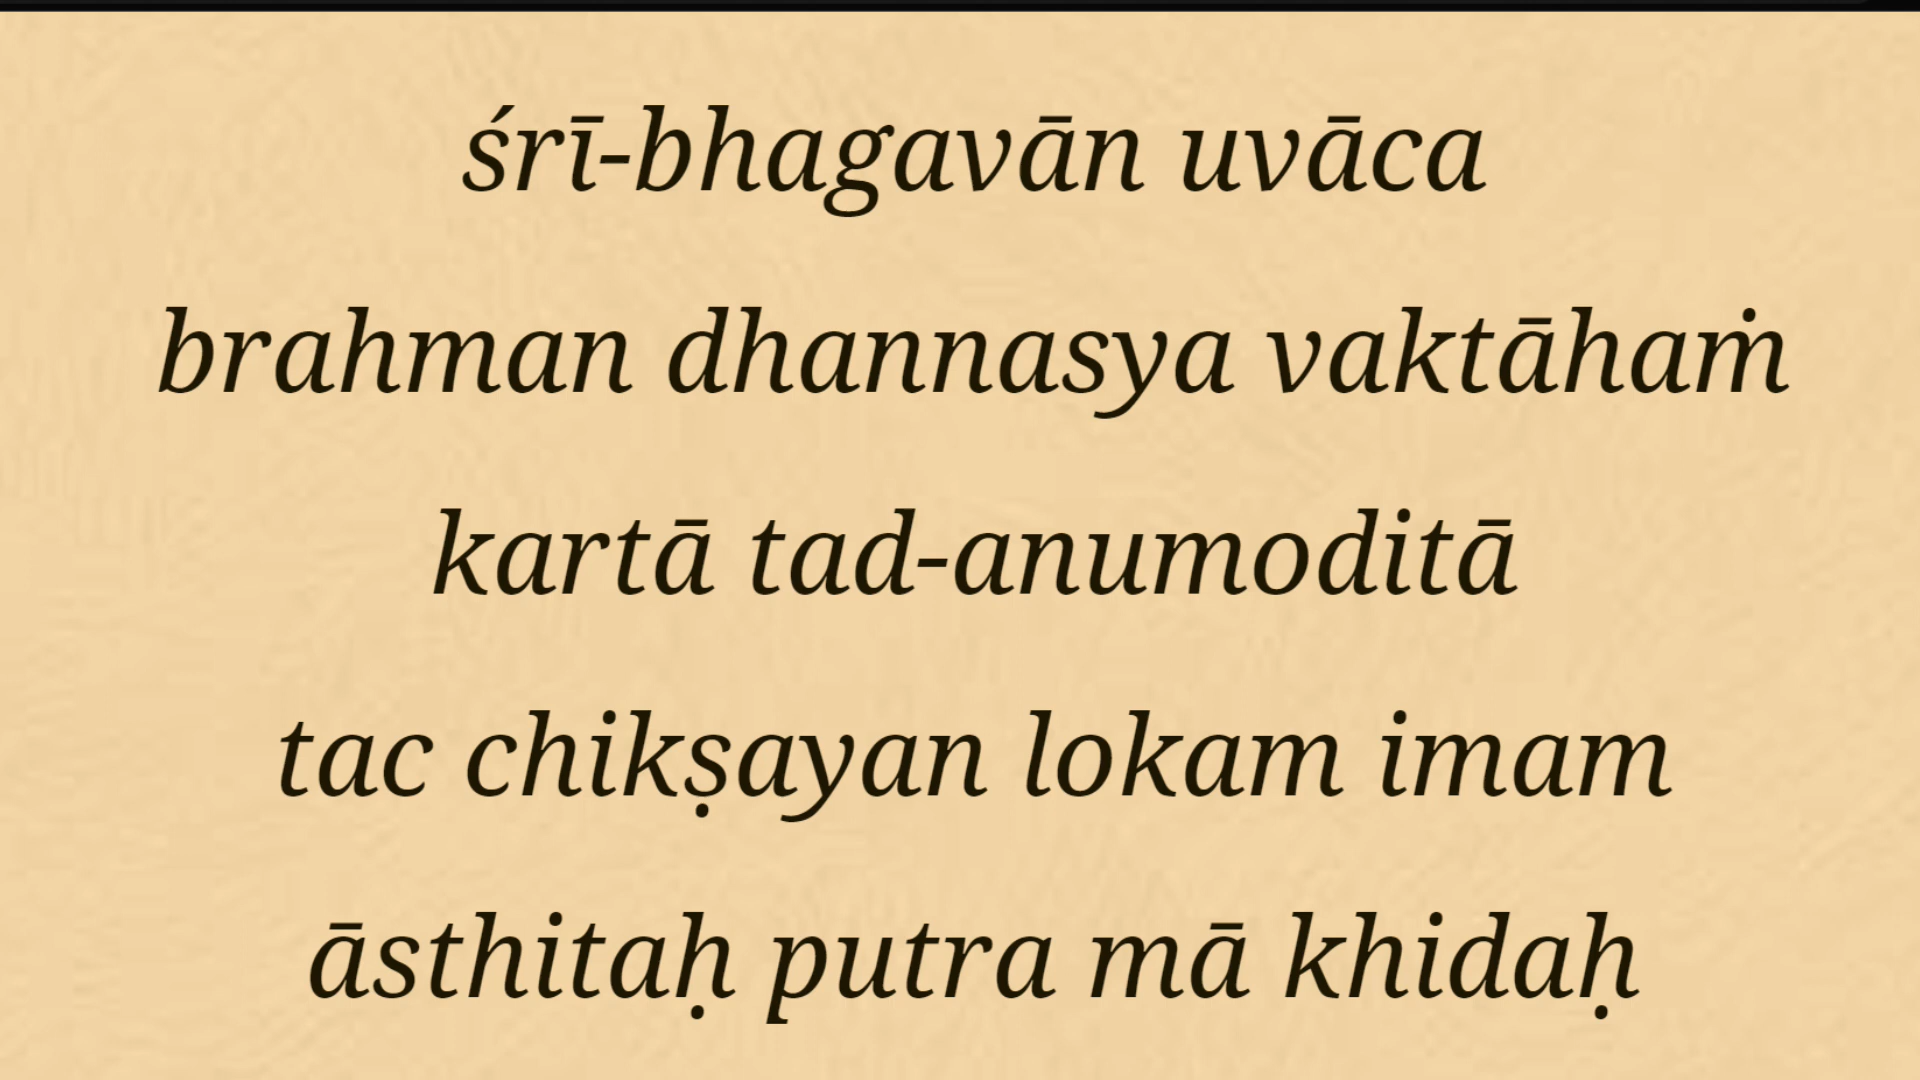 śrī-bhagavān uvāca
brahman dhannasya vaktāhaṁ
kartā tad-anumoditā
tac chikṣayan lokam imam
āsthitaḥ putra mā khidaḥ